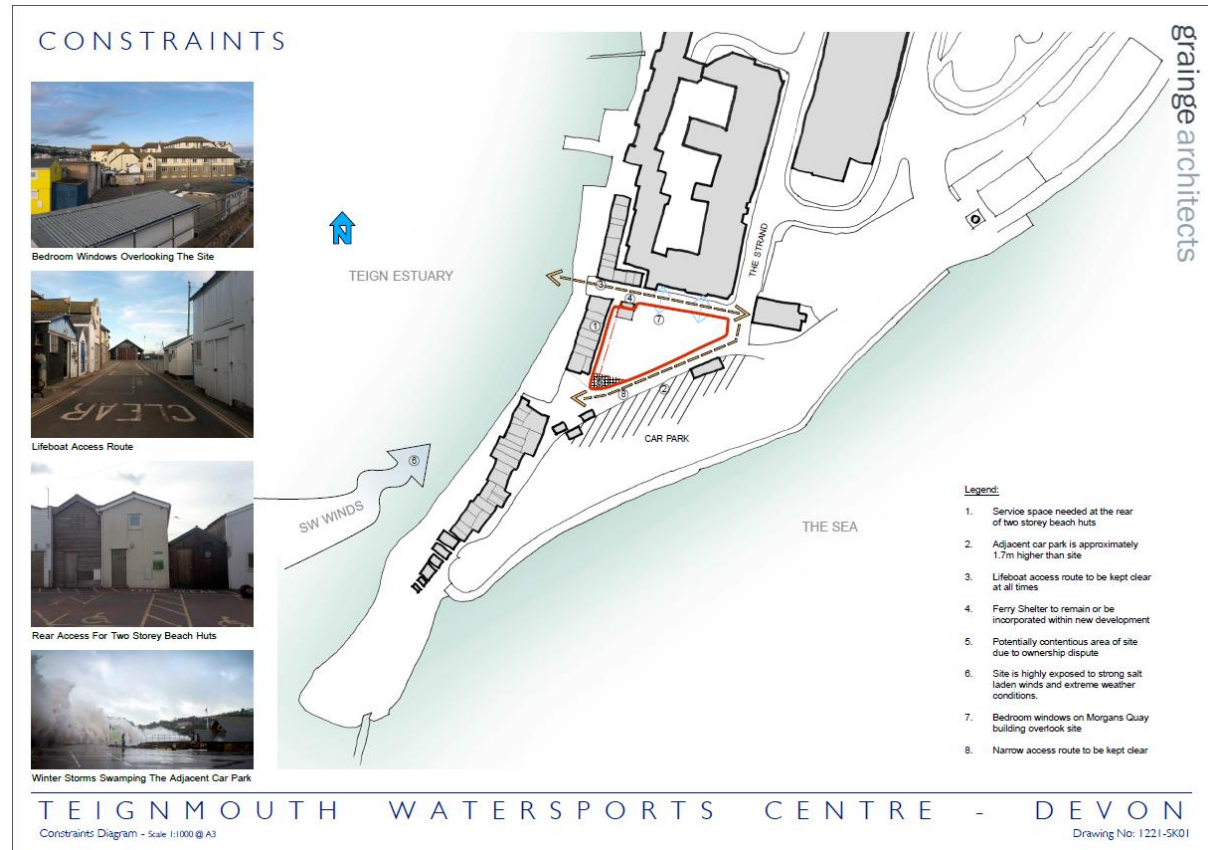 CONSTRAINTS
grainge architects
Bedroom Windows Overlooking The Site
CLEAR
Lifeboat Access Route
Rear Access For Two Storey Beach Huts
Winter Storms Swamping The Adjacent Car Park
N
TEIGN ESTUARY
THE STRAND
3
4
7
1
8
2
CAR PARK
6
SW WINDS
THE SEA
Legend:
1. Service space needed at the rear
of two storey beach huts
2. Adjacent car park is approximately
1.7m higher than site
3. Lifeboat access route to be kept clear
at all times
4. Ferry Shelter to remain or be
incorporated within new development
5. Potentially contentious area of site
due to ownership dispute
6. Site is highly exposed to strong salt
laden winds and extreme weather
conditions.
7. Bedroom windows on Morgans Quay
building overlook site
8. Narrow access route to be kept clear
TEIGNMOUTH WATERSPORTS CENTRE - DEVON
Constraints Diagram - Scale 1:1000 @ A3
Drawing No: 1221-SK01